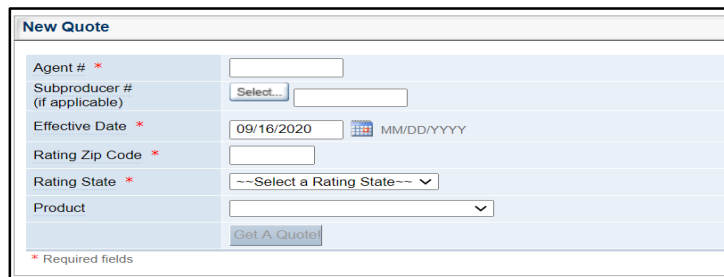 New Quote
Agent # *
Subproducer # Select...
(if applicable)
Effective Date * 09/16/2020 MM/DD/YYYY
Rating Zip Code *
Rating State * ~~Select a Rating State~~
Product
Get A Quote!
* Required fields